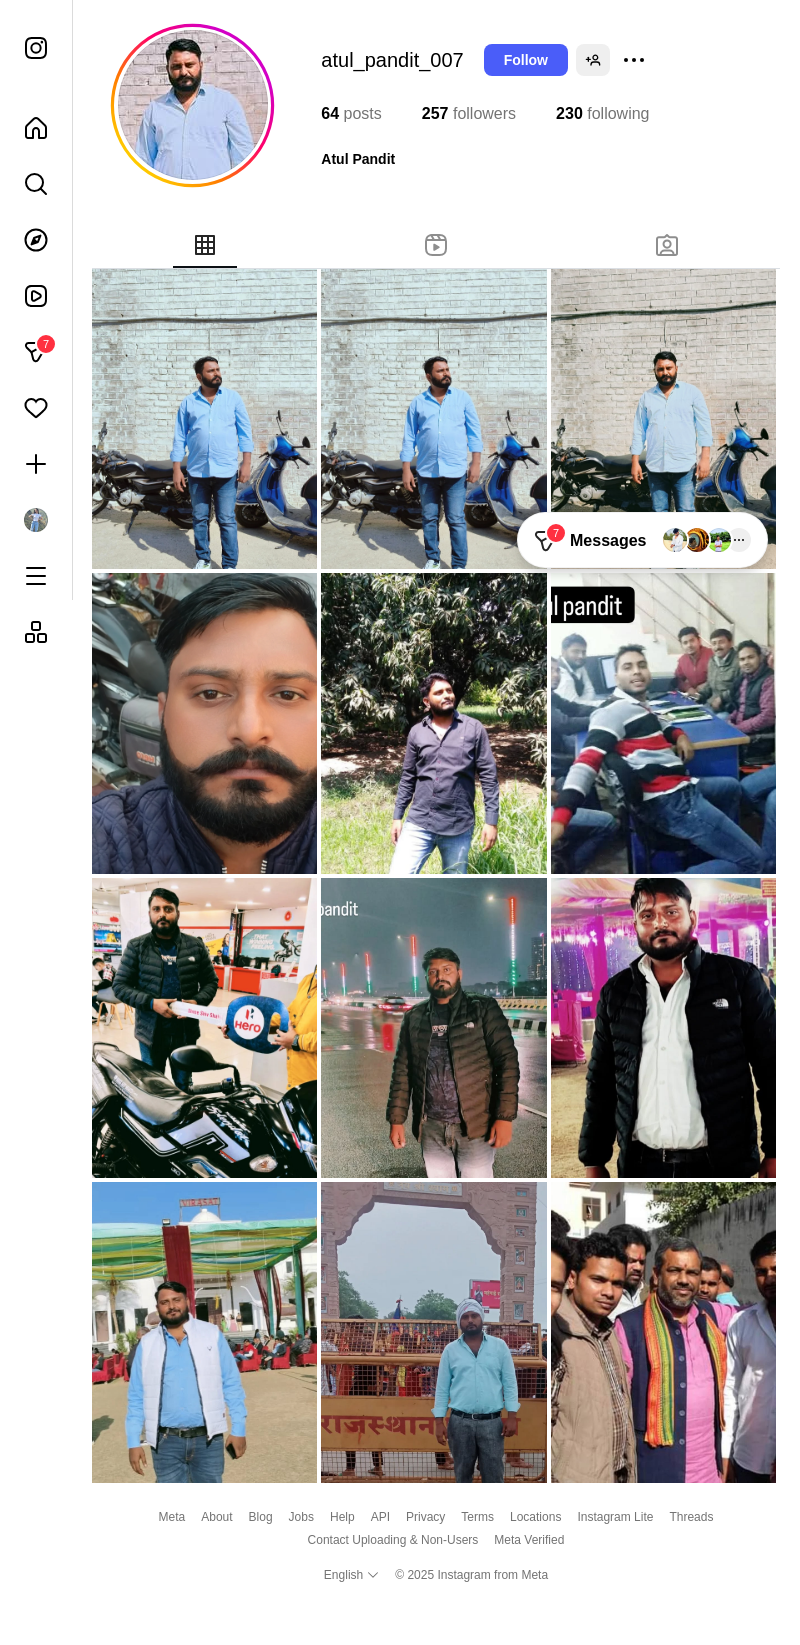 atul_pandit_007 Follow
64 posts 257 followers 230 following
Atul Pandit
7
7 Messages
ul pandit
Hero
pandit
राजस्थान
Meta About Blog Jobs Help API Privacy Terms Locations Instagram Lite Threads
Contact Uploading & Non-Users Meta Verified
English © 2025 Instagram from Meta